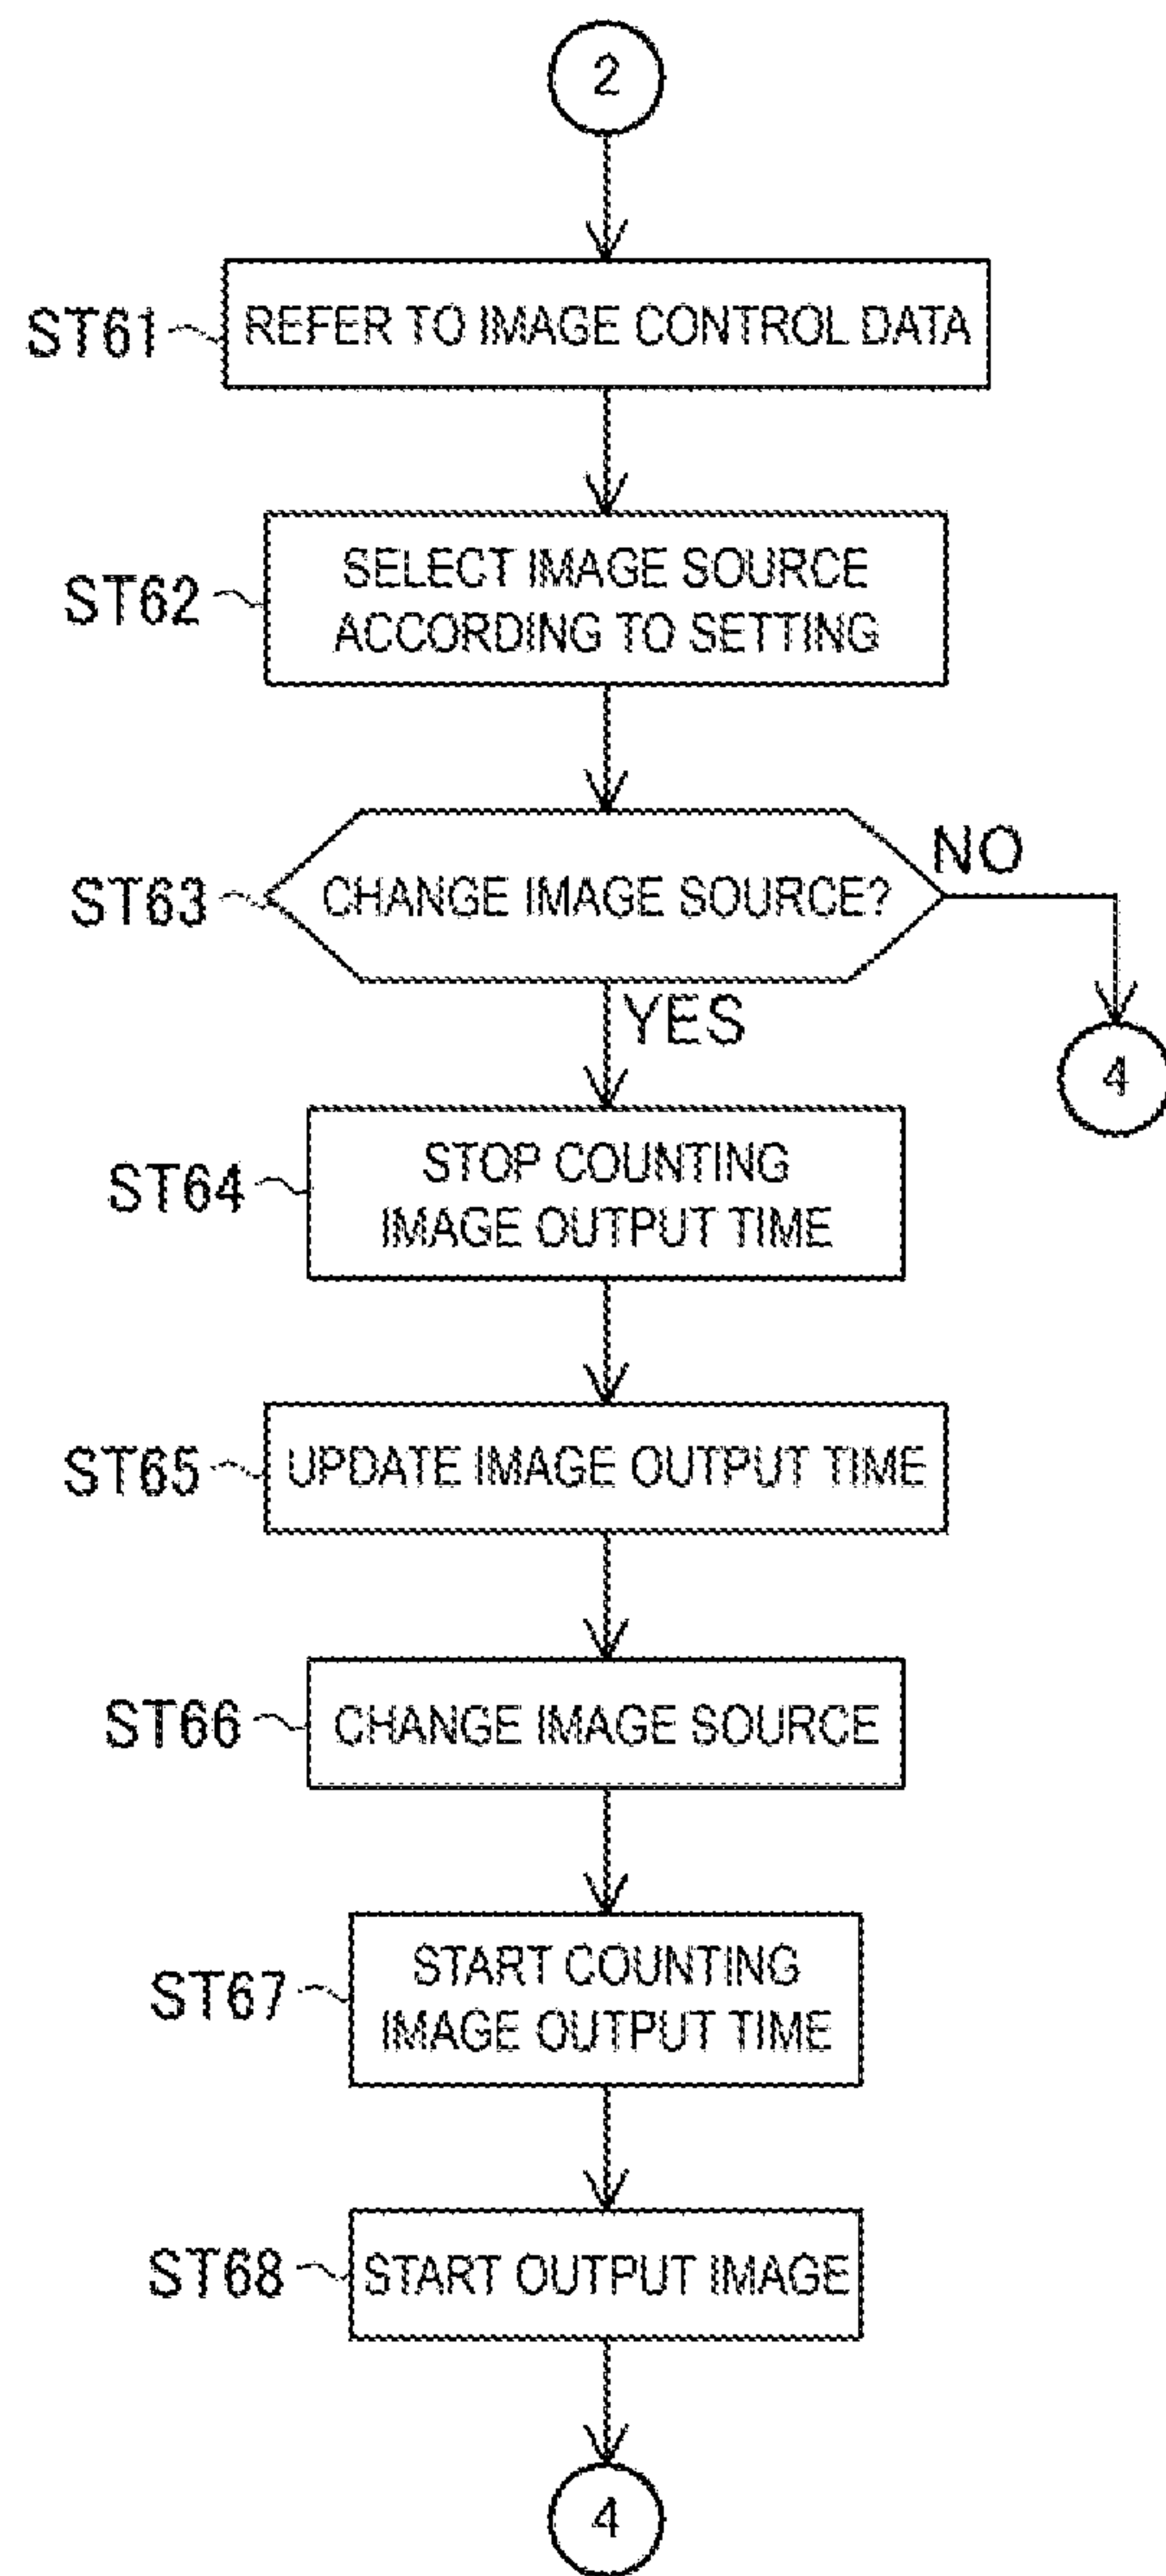 2
ST61
REFER TO IMAGE CONTROL DATA
ST62
SELECT IMAGE SOURCE
ACCORDING TO SETTING
ST63
CHANGE IMAGE SOURCE?
NO
4
YES
ST64
STOP COUNTING
IMAGE OUTPUT TIME
ST65
UPDATE IMAGE OUTPUT TIME
ST66
CHANGE IMAGE SOURCE
ST67
START COUNTING
IMAGE OUTPUT TIME
ST68
START OUTPUT IMAGE
4